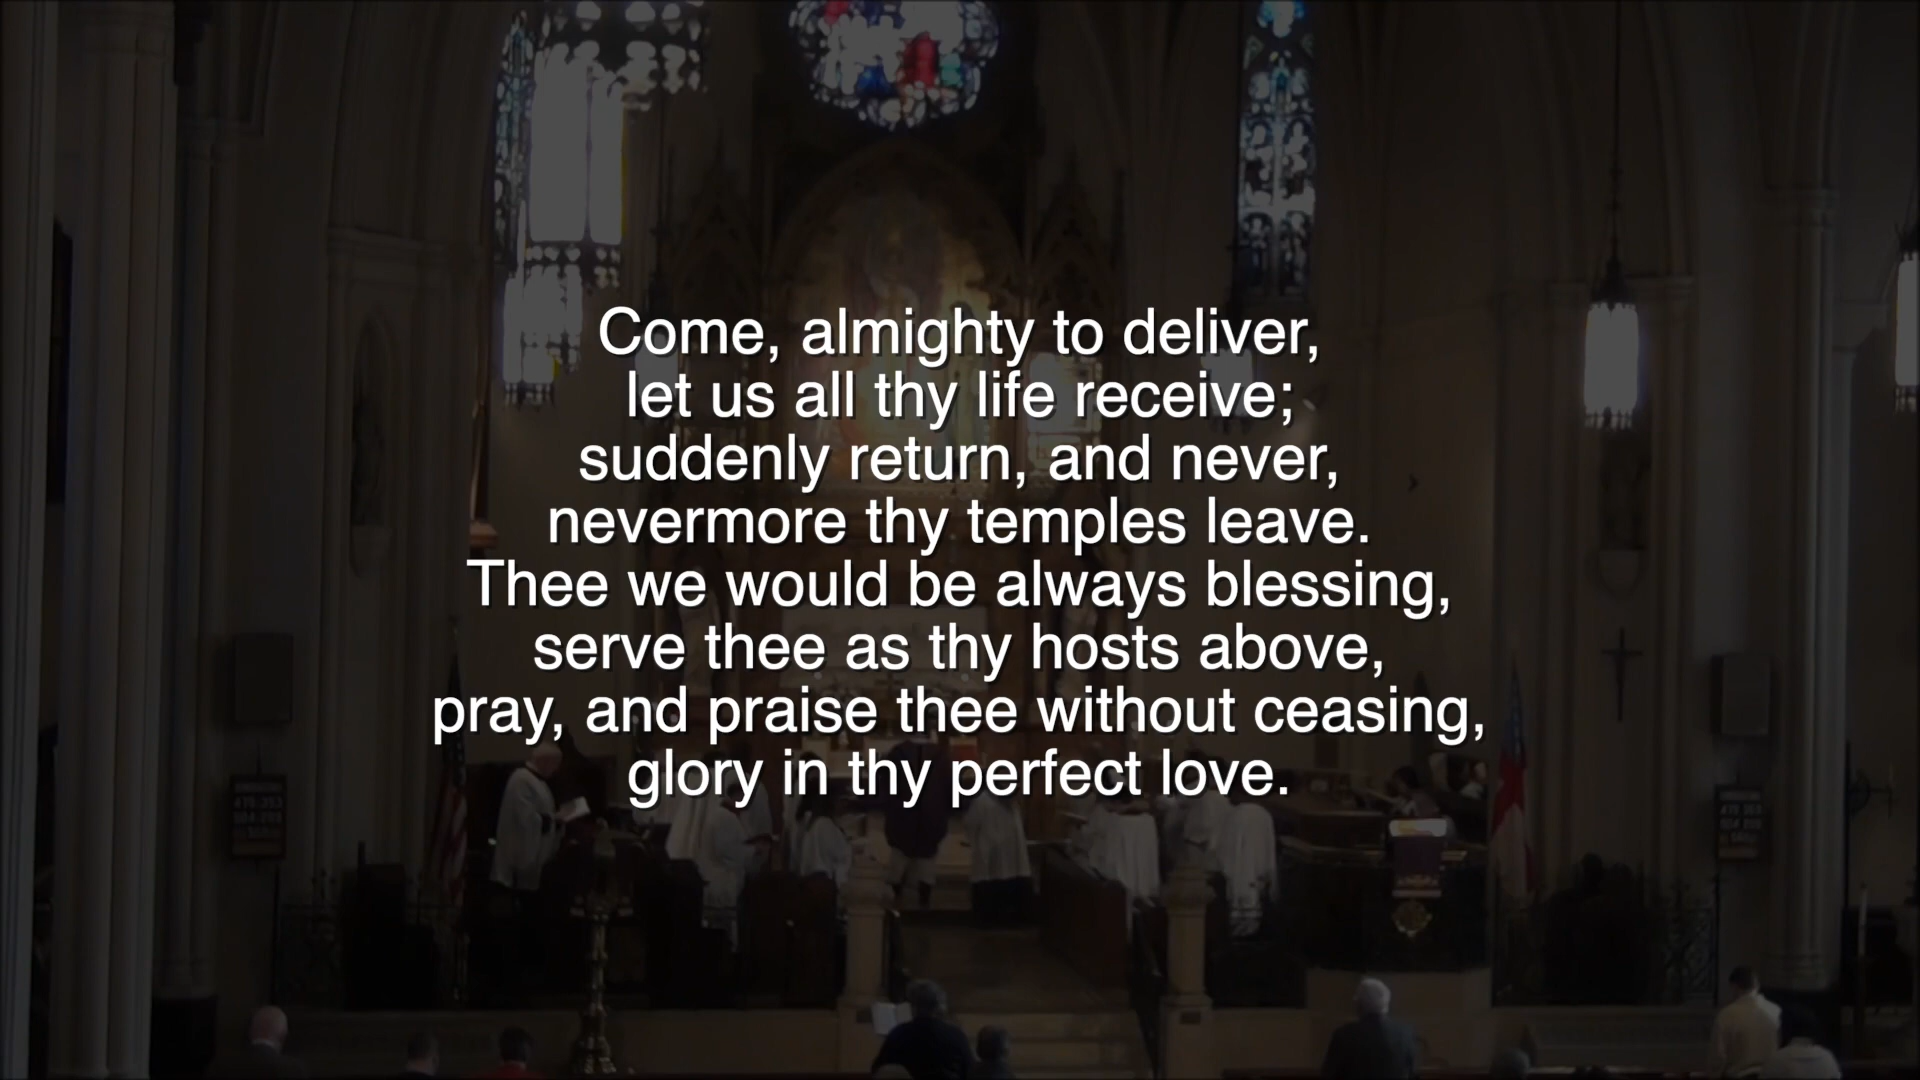 Come, almighty to deliver,
let us all thy life receive;
suddenly return, and never,
nevermore thy temples leave.
Thee we would be always blessing,
serve thee as thy hosts above,
pray, and praise thee without ceasing,
glory in thy perfect love.